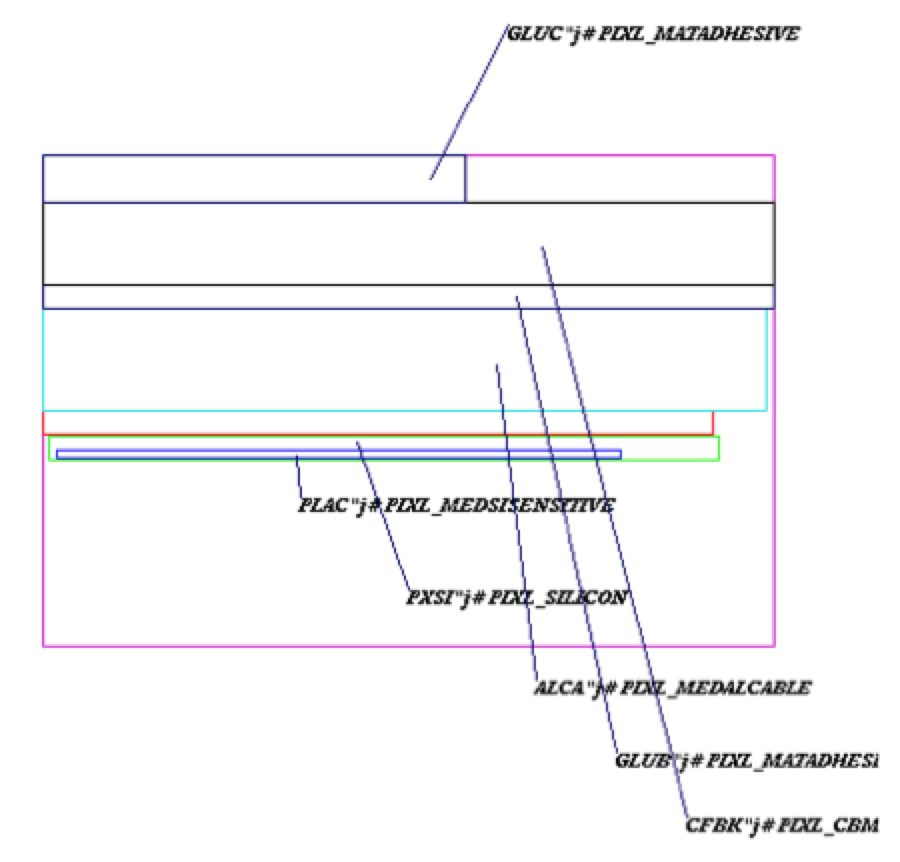 GLUC"j# PIXL_MATADHESIVE
PLAC"j# PIXL_MEDSISENSITIVE
PXSI"j# PIXL_SILICON
ALCA"j# PIXL_MEDALCABLE
GLUB"j# PIXL_MATADHESI
CFBK"j# PIXL_CBM